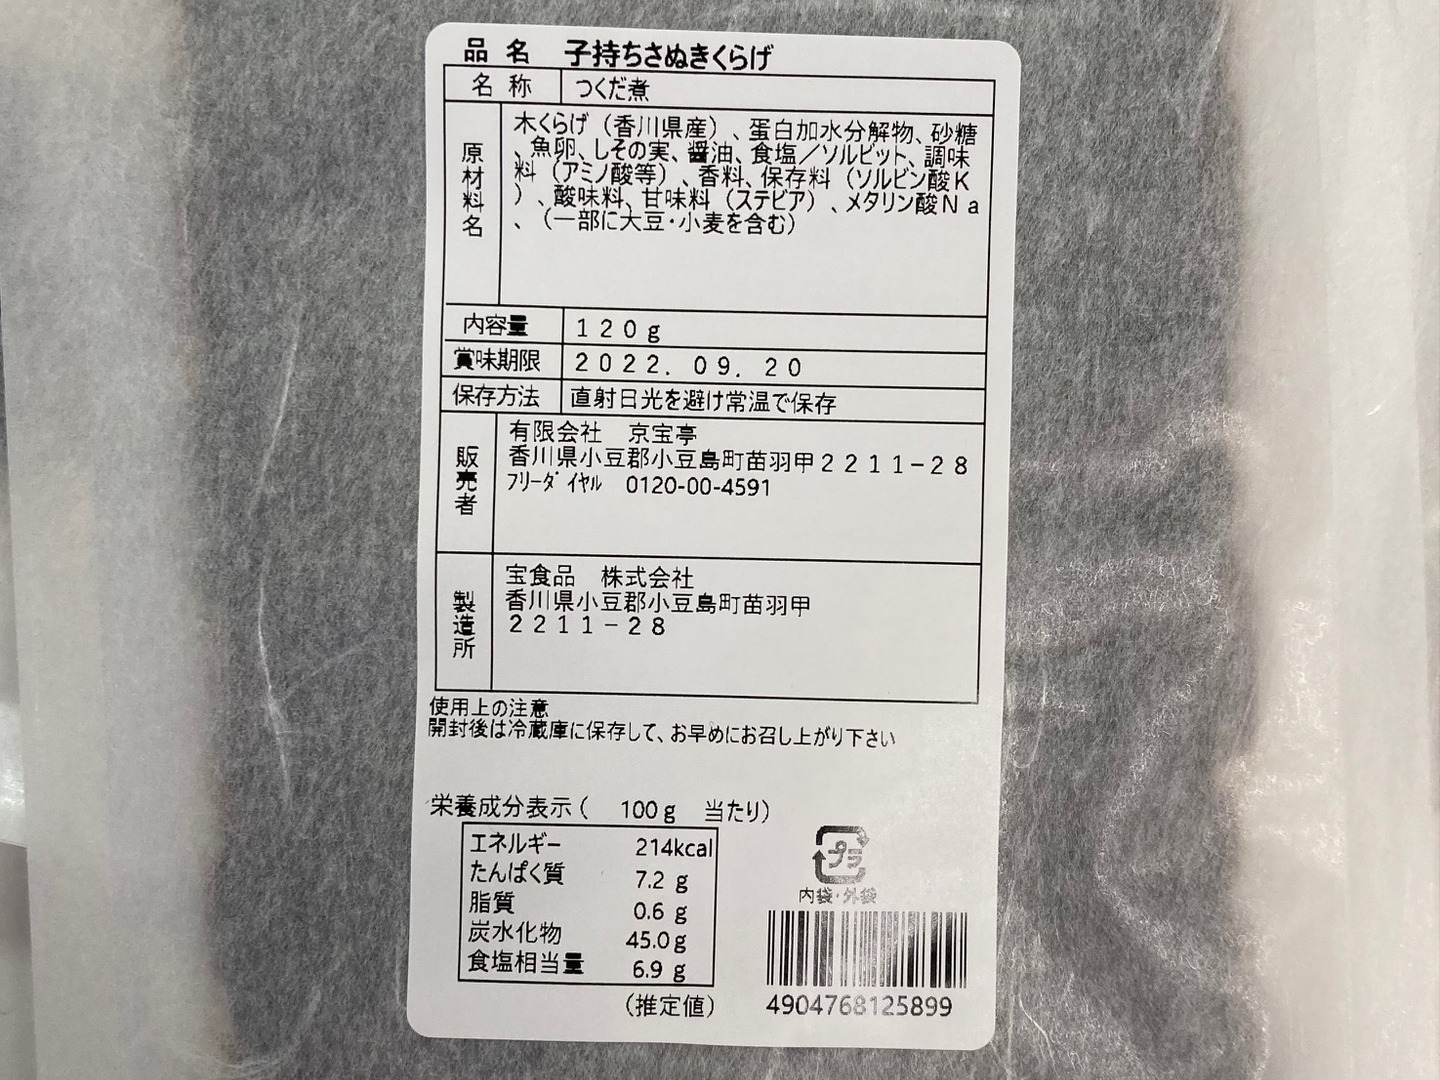 品 名 子持ちさぬきくらげ
名 称 つくだ煮
原材料名
木くらげ（香川県産）、蛋白加水分解物、砂糖
、魚卵、しその実、醤油、食塩／ソルビット、調味
料（アミノ酸等）、香料、保存料（ソルビン酸K
）、酸味料、甘味料（ステビア）、メタリン酸Ｎａ
、（一部に大豆・小麦を含む）
内容量 １２０g
賞味期限 ２０２２．０９．２０
保存方法 直射日光を避け常温で保存
販売者
有限会社 京宝亭
香川県小豆郡小豆島町苗羽甲２２１１−２８
フリーダイヤル 0120-00-4591
製造所
宝食品 株式会社
香川県小豆郡小豆島町苗羽甲
２２１１−２８
使用上の注意
開封後は冷蔵庫に保存して、お早めにお召し上がり下さい
栄養成分表示（ 100g 当たり）
エネルギー 214kcal
たんぱく質 7.2 g
脂質 0.6 g
炭水化物 45.0g
食塩相当量 6.9 g
（推定値）
プラ
内袋・外袋
4904768125899